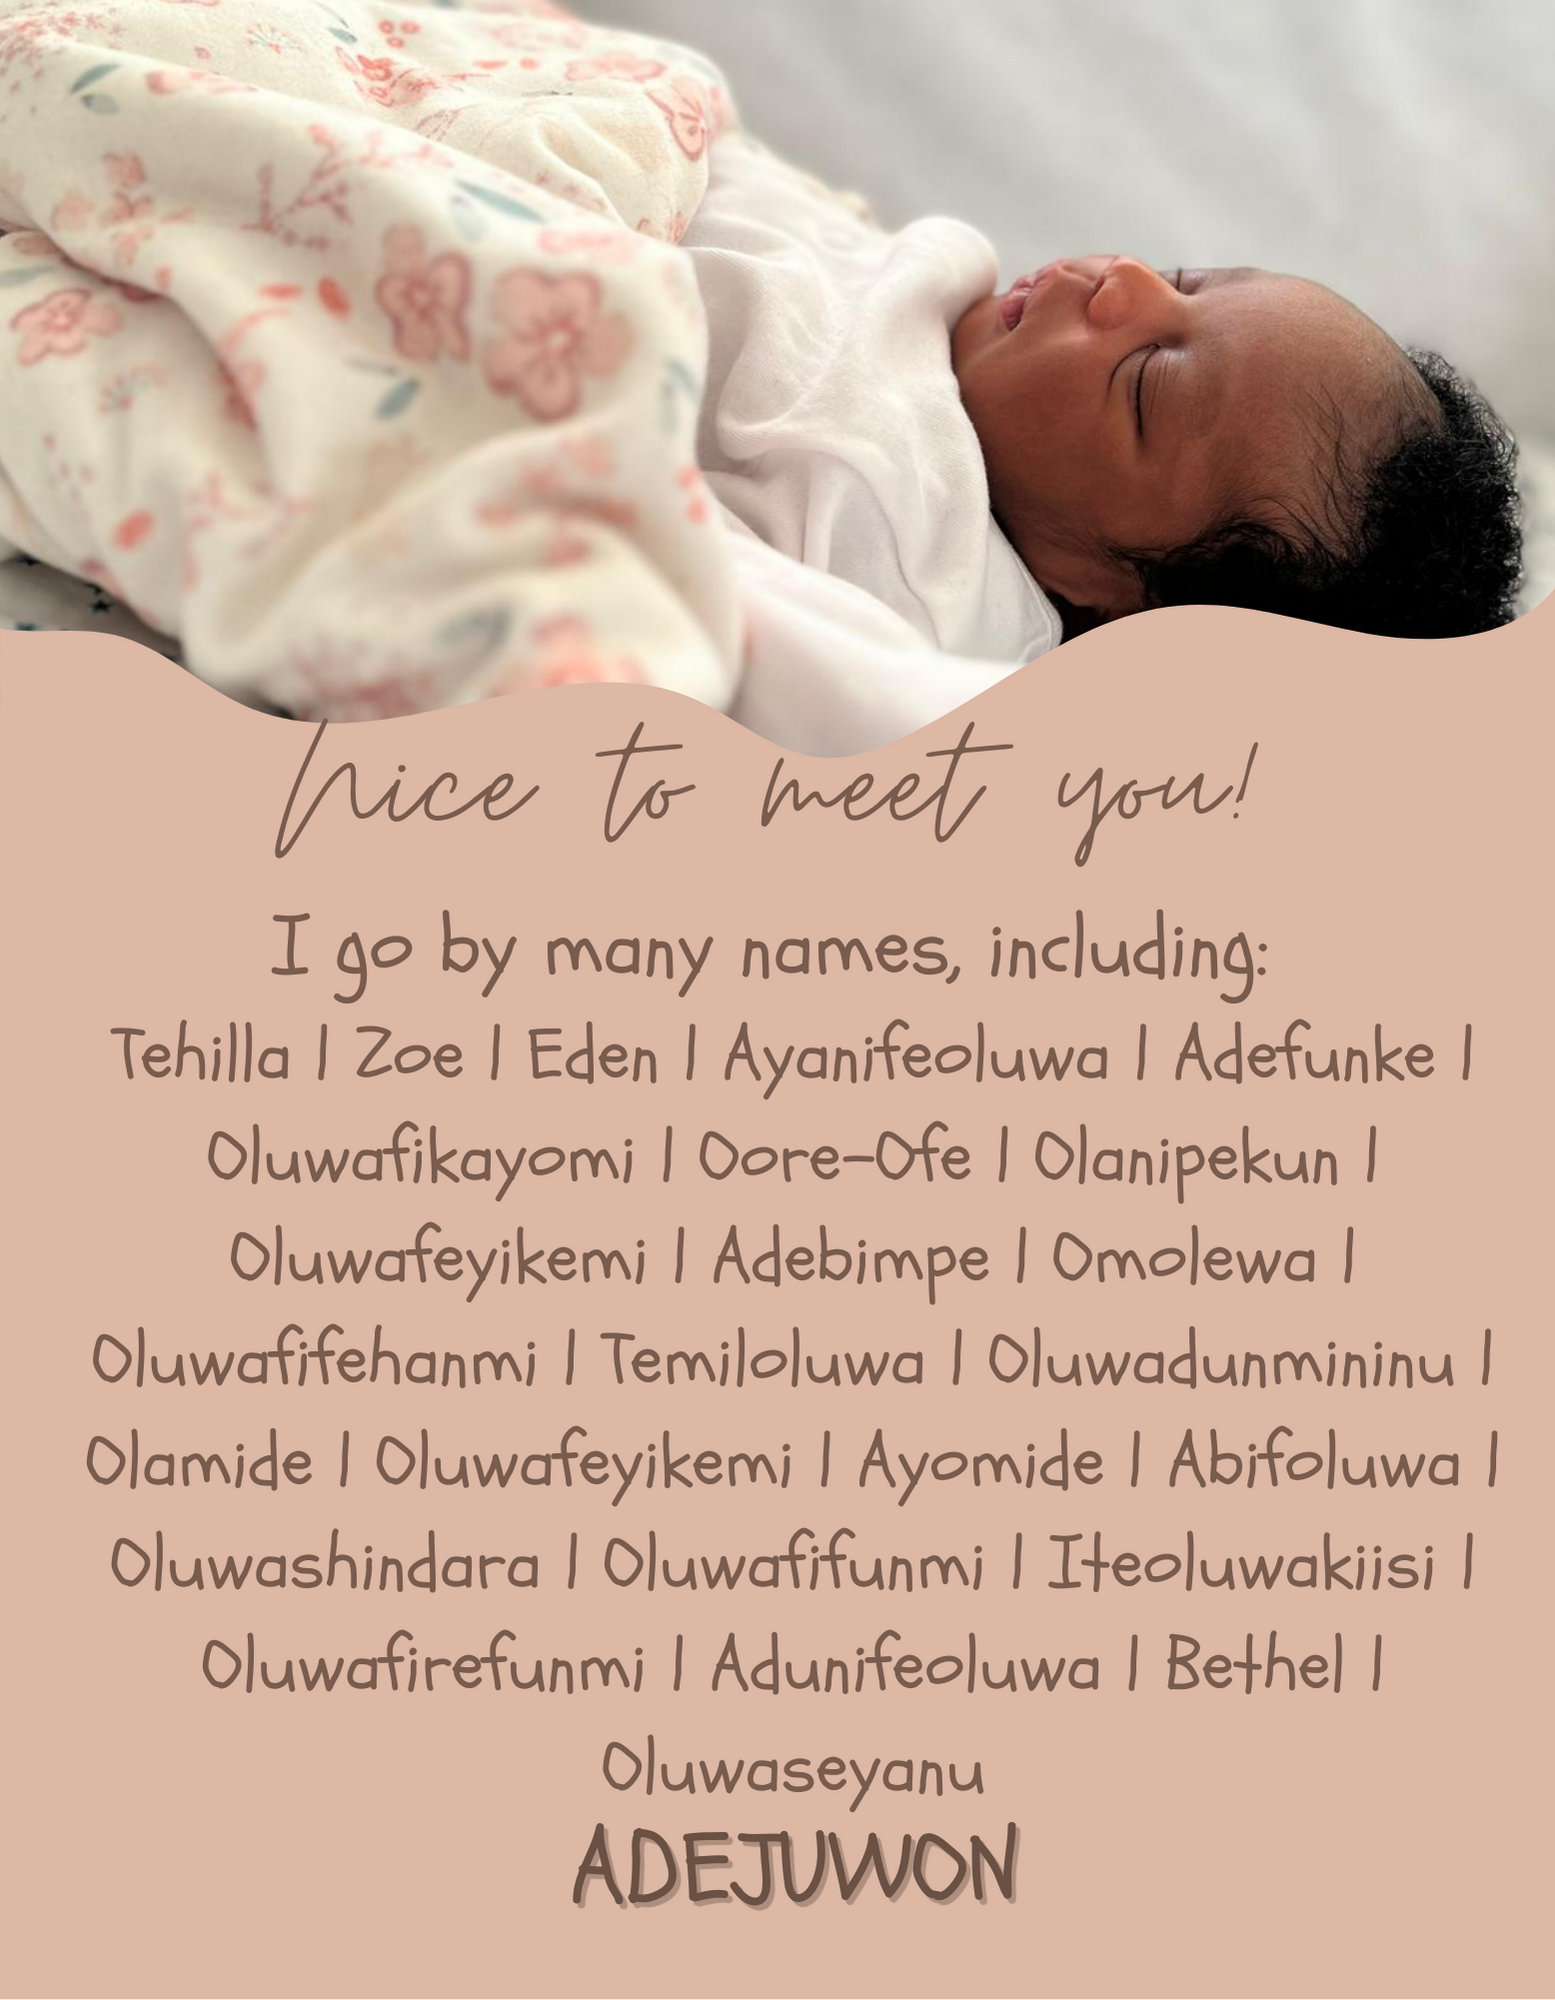 Nice to meet you!
I go by many names, including:
Tehilla | Zoe | Eden | Ayanifeoluwa | Adefunke |
Oluwafikayomi | Oore-Ofe | Olanipekun |
Oluwafeyikemi | Adebimpe | Omolewa |
Oluwafifehanmi | Temiloluwa | Oluwadunmininu |
Olamide | Oluwafeyikemi | Ayomide | Abifoluwa |
Oluwashindara | Oluwafifunmi | Iteoluwakiisi |
Oluwafirefunmi | Adunifeoluwa | Bethel |
Oluwaseyanu
ADEJUWON